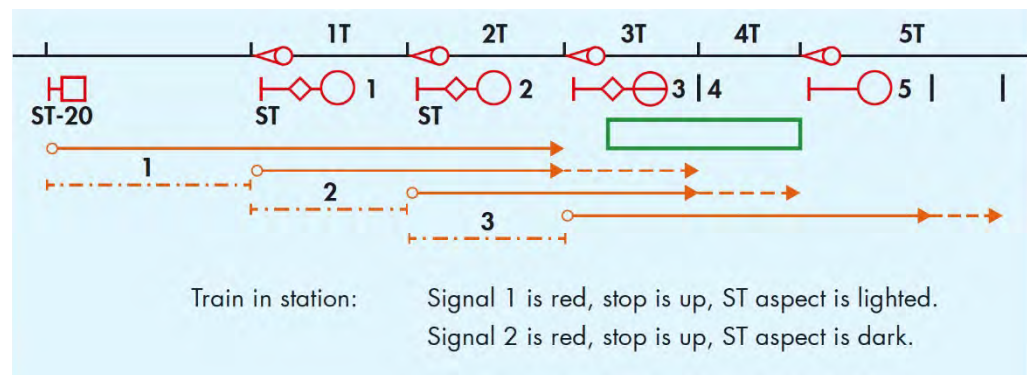 1T 2T 3T 4T 5T
1 2 3 4 5
ST-20 ST ST
1
2
3
Train in station: Signal 1 is red, stop is up, ST aspect is lighted.
Signal 2 is red, stop is up, ST aspect is dark.